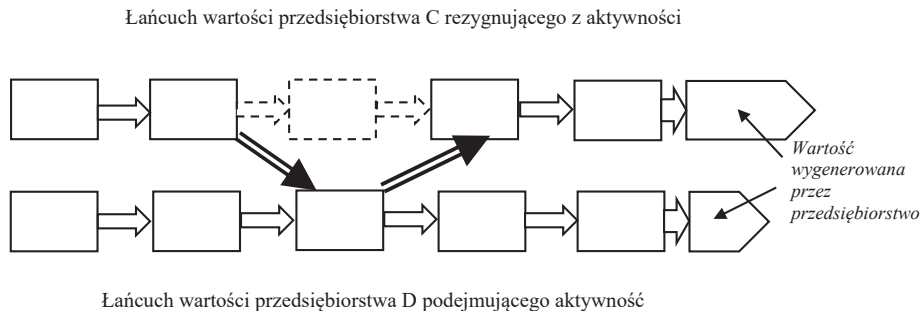 Łańcuch wartości przedsiębiorstwa C rezygnującego z aktywności
Wartość
wygenerowana
przez
przedsiębiorstwo
Łańcuch wartości przedsiębiorstwa D podejmującego aktywność